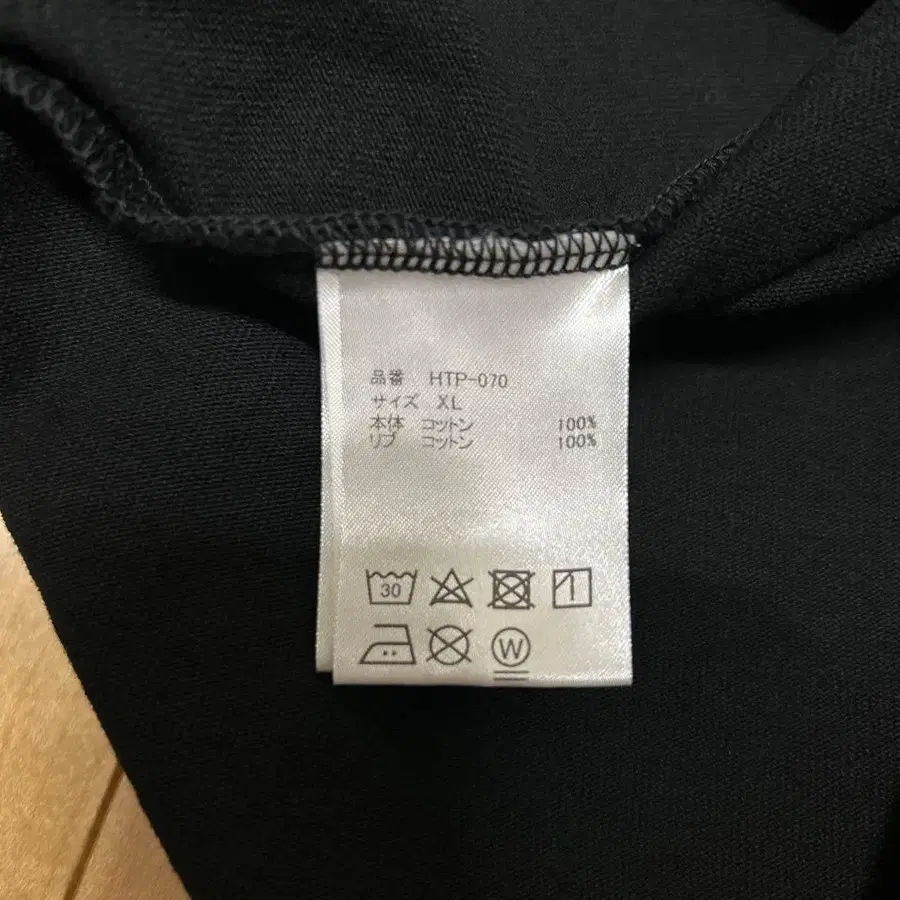 品番 HTP-070
サイズ XL
本体 コットン 100%
リブ コットン 100%
30
W